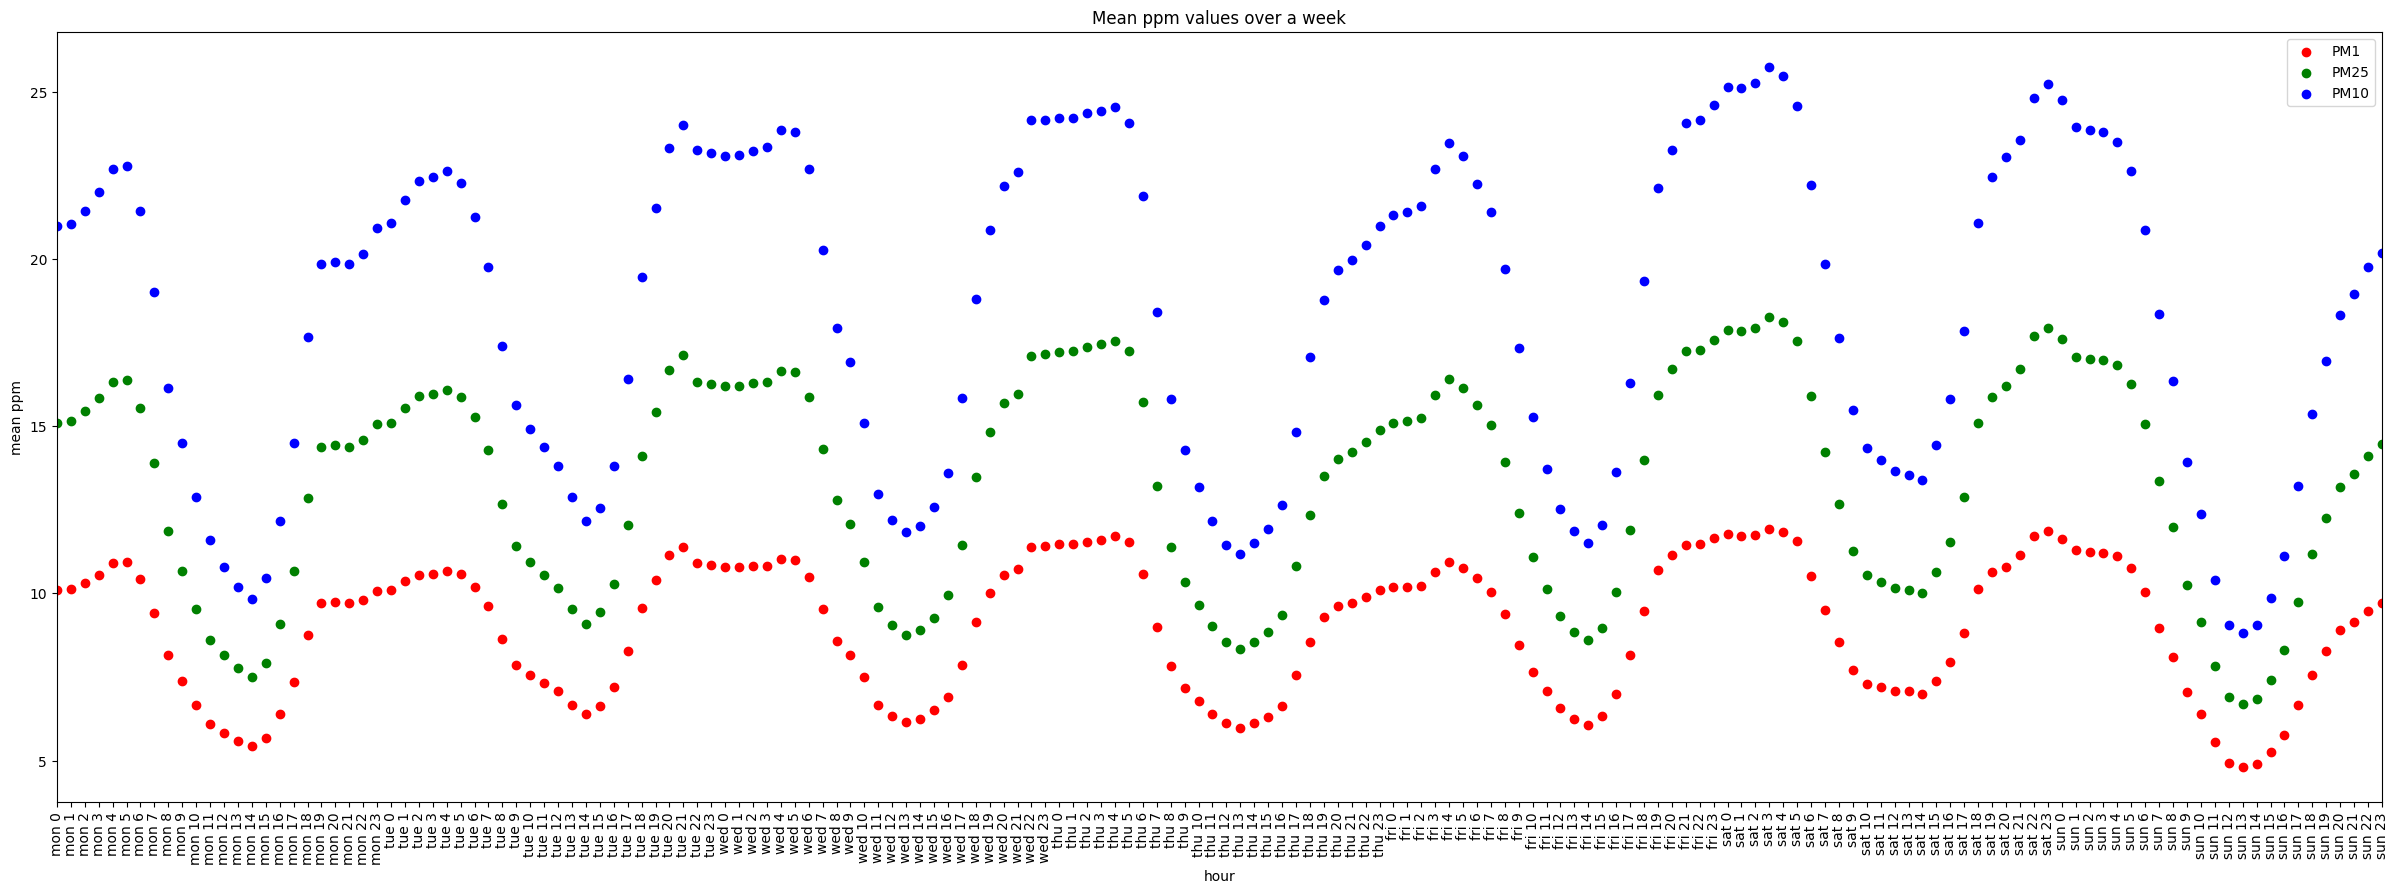 Mean ppm values over a week
PM1
PM25
PM10
mean ppm
25
20
15
10
5
mon 0
mon 1
mon 2
mon 3
mon 4
mon 5
mon 6
mon 7
mon 8
mon 9
mon 10
mon 11
mon 12
mon 13
mon 14
mon 15
mon 16
mon 17
mon 18
mon 19
mon 20
mon 21
mon 22
mon 23
tue 0
tue 1
tue 2
tue 3
tue 4
tue 5
tue 6
tue 7
tue 8
tue 9
tue 10
tue 11
tue 12
tue 13
tue 14
tue 15
tue 16
tue 17
tue 18
tue 19
tue 20
tue 21
tue 22
tue 23
wed 0
wed 1
wed 2
wed 3
wed 4
wed 5
wed 6
wed 7
wed 8
wed 9
wed 10
wed 11
wed 12
wed 13
wed 14
wed 15
wed 16
wed 17
wed 18
wed 19
wed 20
wed 21
wed 22
wed 23
thu 0
thu 1
thu 2
thu 3
thu 4
thu 5
thu 6
thu 7
thu 8
thu 9
thu 10
thu 11
thu 12
thu 13
thu 14
thu 15
thu 16
thu 17
thu 18
thu 19
thu 20
thu 21
thu 22
thu 23
fri 0
fri 1
fri 2
fri 3
fri 4
fri 5
fri 6
fri 7
fri 8
fri 9
fri 10
fri 11
fri 12
fri 13
fri 14
fri 15
fri 16
fri 17
fri 18
fri 19
fri 20
fri 21
fri 22
fri 23
sat 0
sat 1
sat 2
sat 3
sat 4
sat 5
sat 6
sat 7
sat 8
sat 9
sat 10
sat 11
sat 12
sat 13
sat 14
sat 15
sat 16
sat 17
sat 18
sat 19
sat 20
sat 21
sat 22
sat 23
sun 0
sun 1
sun 2
sun 3
sun 4
sun 5
sun 6
sun 7
sun 8
sun 9
sun 10
sun 11
sun 12
sun 13
sun 14
sun 15
sun 16
sun 17
sun 18
sun 19
sun 20
sun 21
sun 22
sun 23
hour